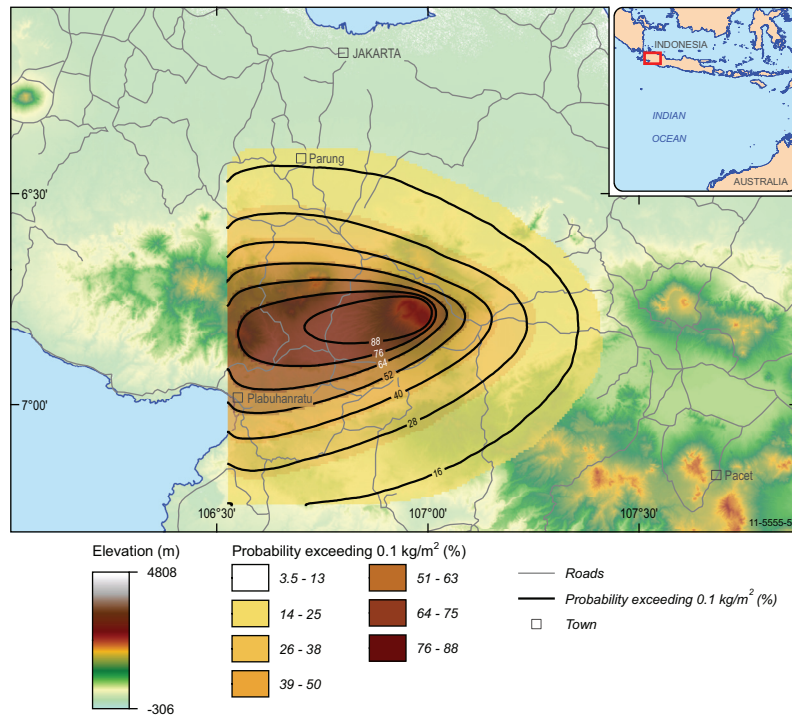 JAKARTA
INDONESIA
INDIAN
OCEAN
AUSTRALIA
Parung
6°30'
88
76
64
52
40
28
16
Plabuhanratu
7°00'
Pacet
106°30'
107°00'
107°30'
11-5555-5
Elevation (m)
4808
-306
Probability exceeding 0.1 kg/m² (%)
3.5 - 13
14 - 25
26 - 38
39 - 50
51 - 63
64 - 75
76 - 88
Roads
Probability exceeding 0.1 kg/m² (%)
Town